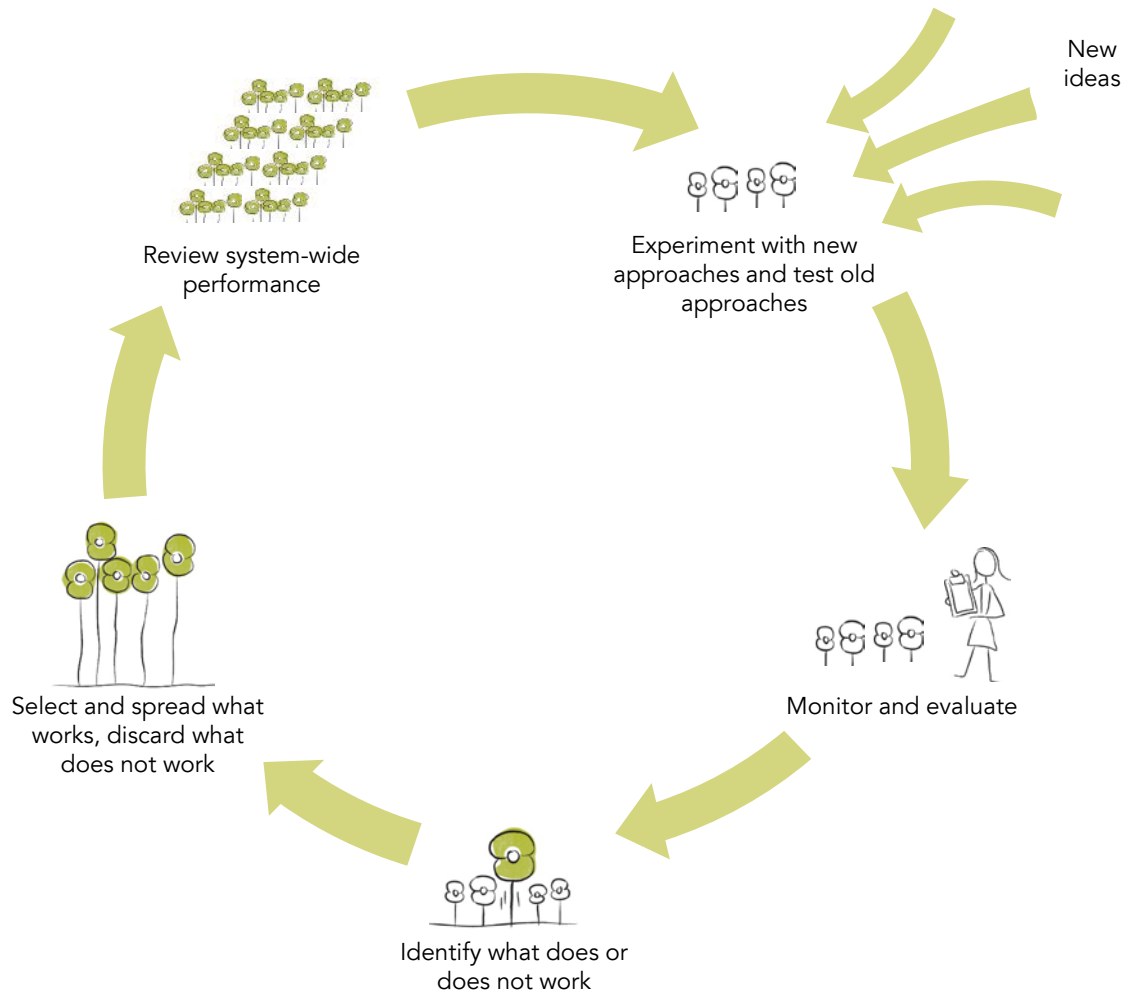 New
ideas
Experiment with new
approaches and test old
approaches
Monitor and evaluate
Identify what does or
does not work
Select and spread what
works, discard what
does not work
Review system-wide
performance